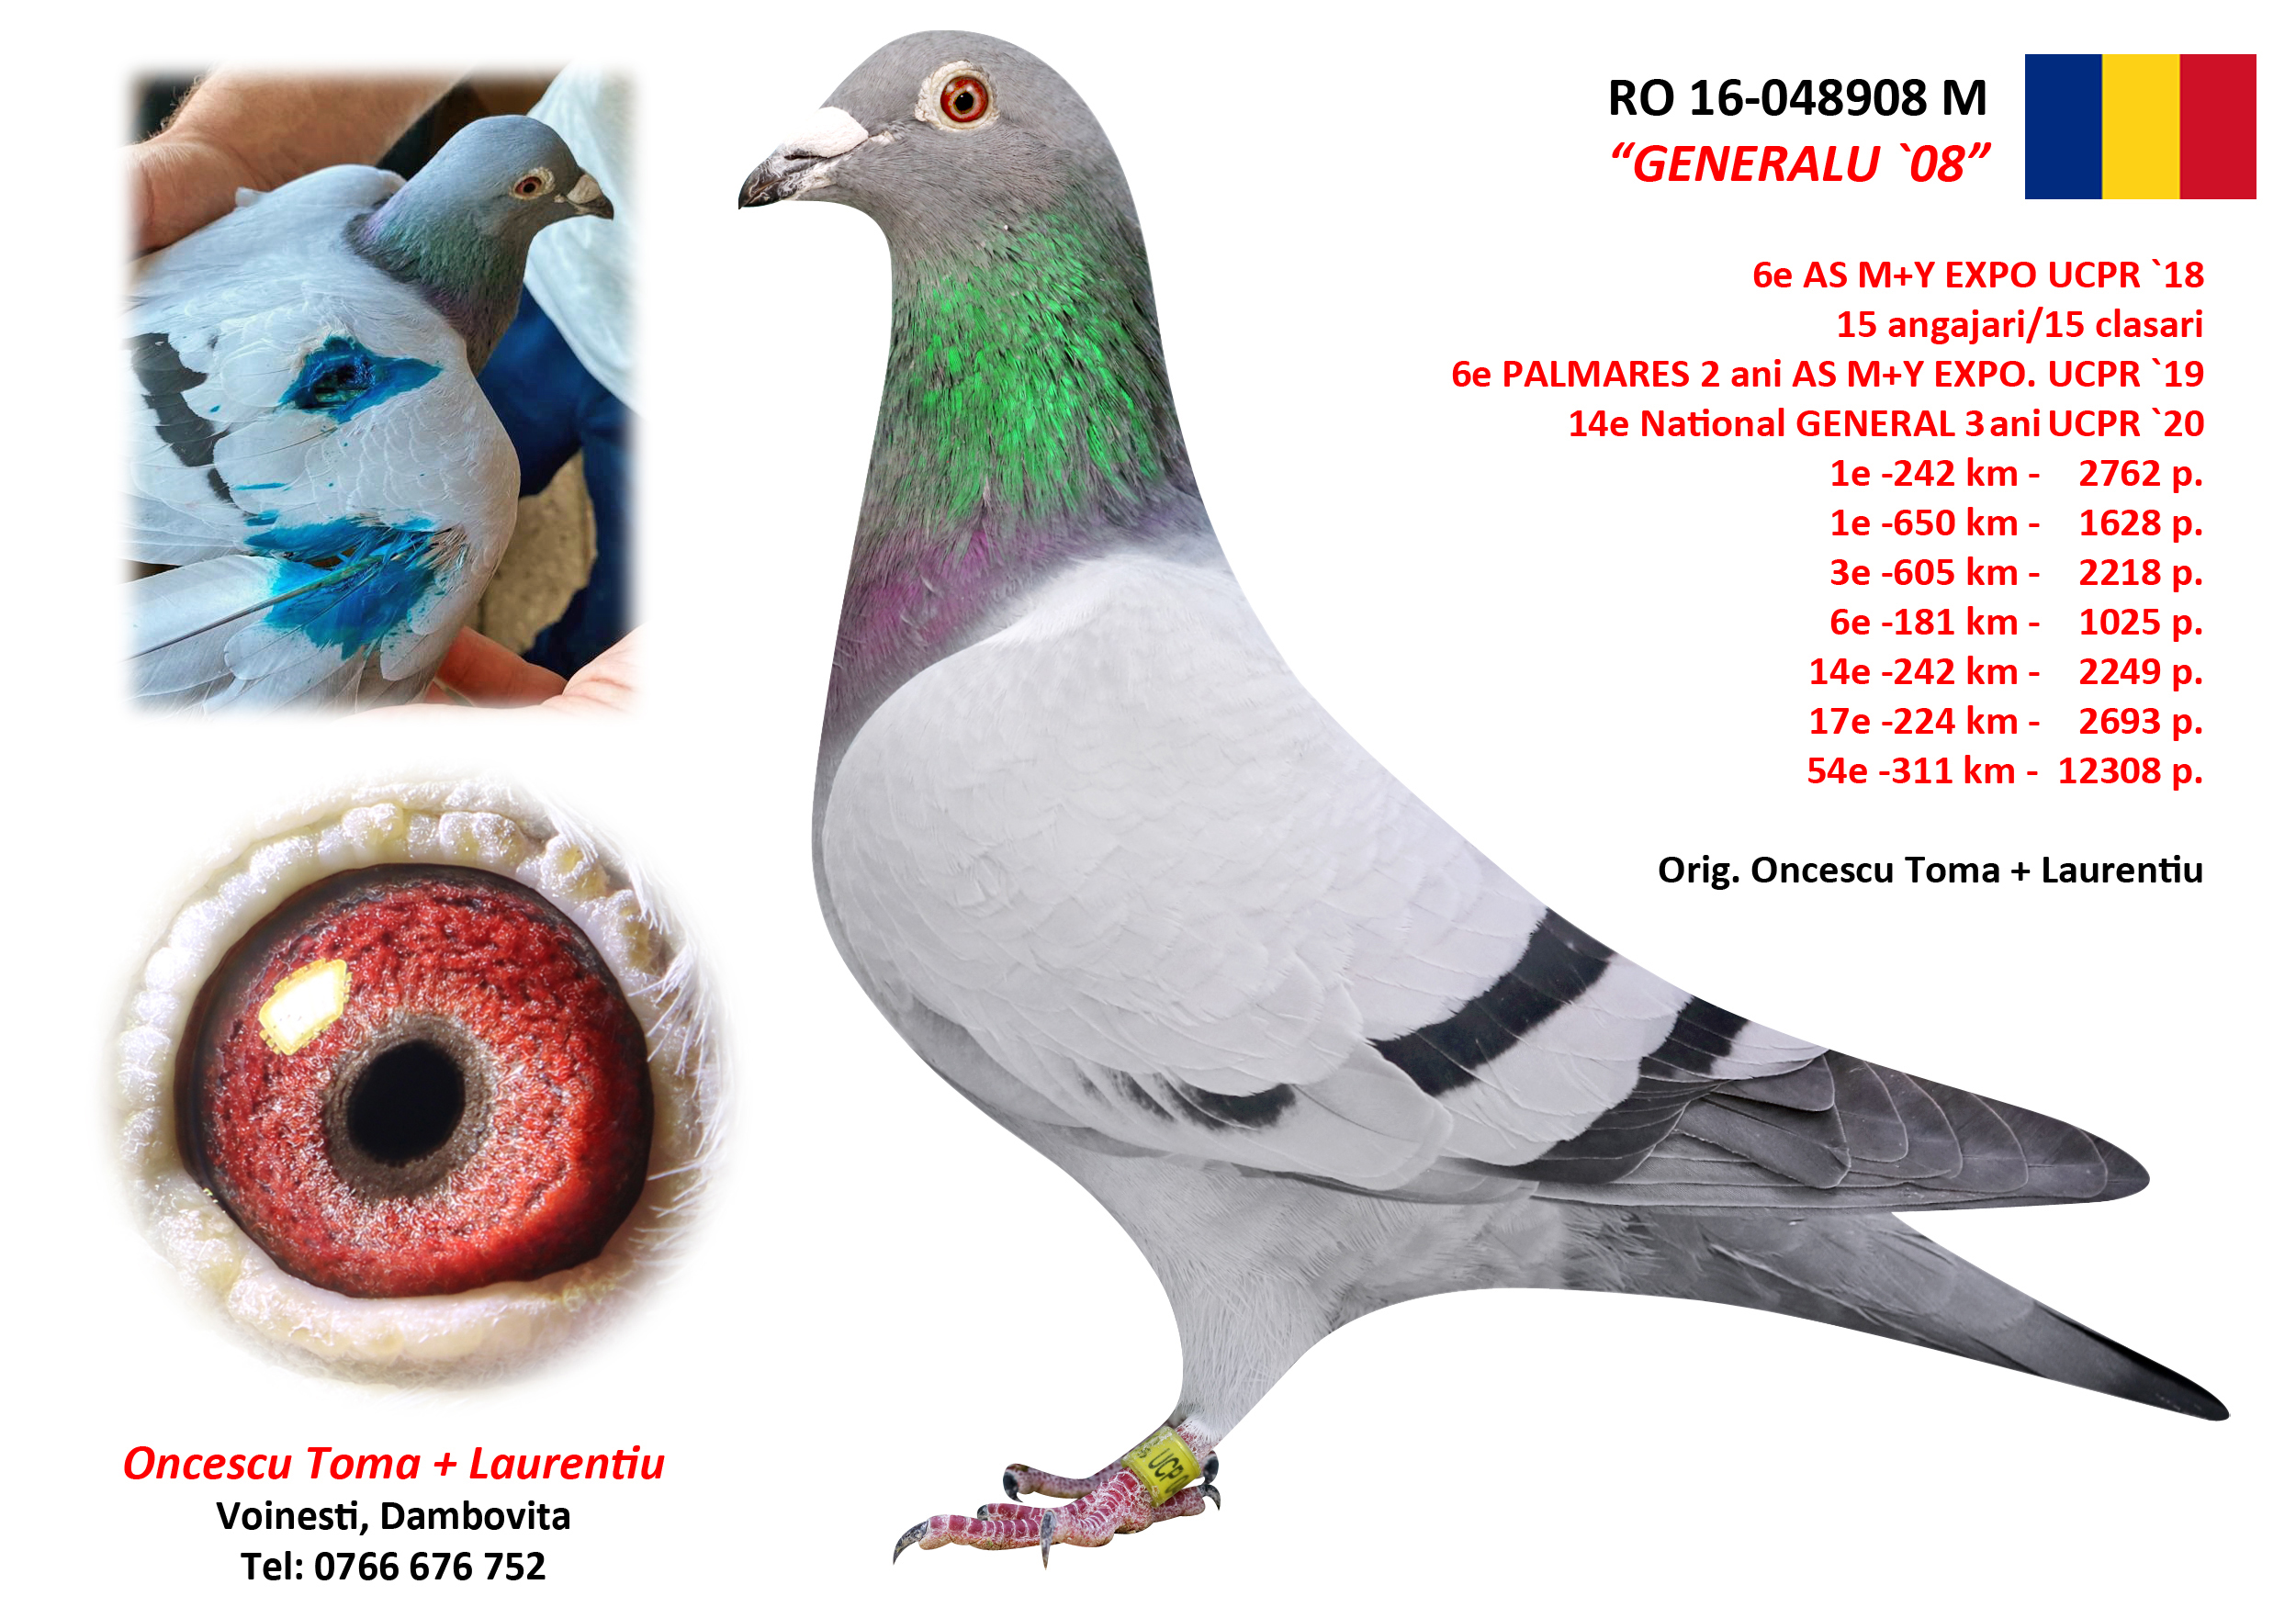 RO 16-048908 M
“GENERALU `08”
6e AS M+Y EXPO UCPR `18
15 angajari/15 clasari
6e PALMARES 2 ani AS M+Y EXPO. UCPR `19
14e National GENERAL 3 ani UCPR `20
1e -242 km - 2762 p.
1e -650 km - 1628 p.
3e -605 km - 2218 p.
6e -181 km - 1025 p.
14e -242 km - 2249 p.
17e -224 km - 2693 p.
54e -311 km - 12308 p.
Orig. Oncescu Toma + Laurentiu
UCP
Oncescu Toma + Laurentiu
Voinesti, Dambovita
Tel: 0766 676 752